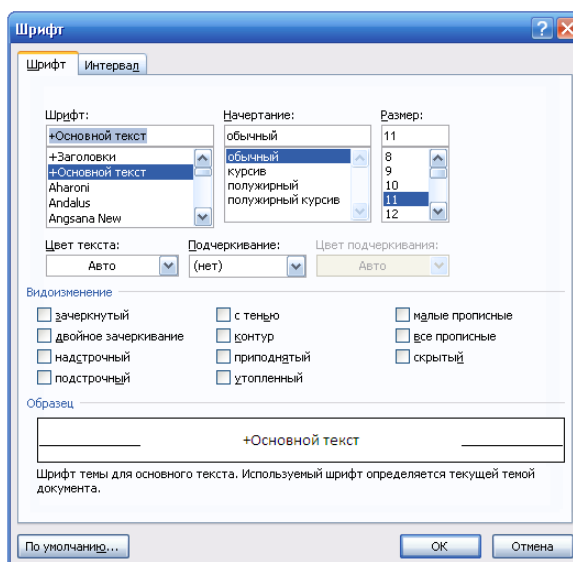 Шрифт
Шрифт Интервал
Шрифт: Начертание: Размер:
+Основной текст обычный 11
+Заголовки обычный 8
+Основной текст курсив 9
Aharoni полужирный 10
Andalus полужирный курсив 11
Angsana New 12
Цвет текста: Подчеркивание: Цвет подчеркивания:
Авто (нет) Авто
Видоизменение
зачеркнутый с тенью малые прописные
двойное зачеркивание контур все прописные
надстрочный приподнятый скрытый
подстрочный утопленный
Образец
+Основной текст
Шрифт темы для основного текста. Используемый шрифт определяется текущей темой
документа.
По умолчанию... ОК Отмена